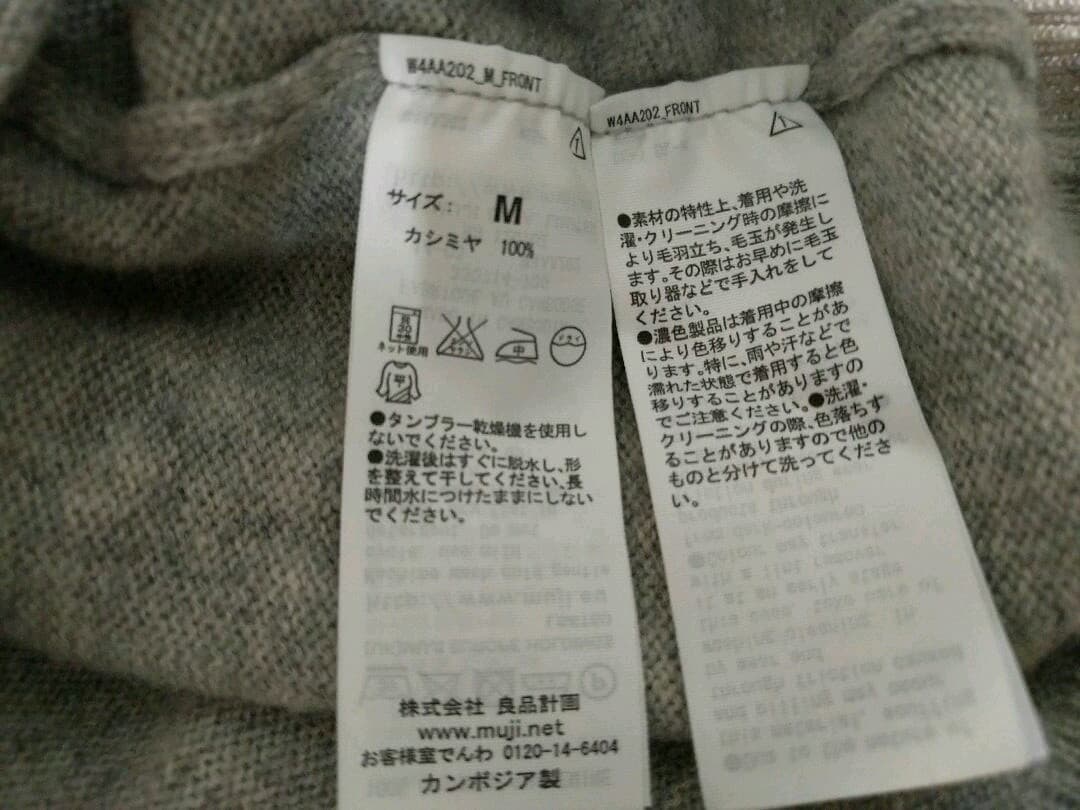 W4AA202_M_FRONT
1
サイズ: M
カシミヤ 100%
ネット使用
中
ドライ
平
●タンブラー乾燥機を使用し
ないでください。
●洗濯後はすぐに脱水し、形
を整えて干してください、長
時間水につけたままにしない
でください。
株式会社 良品計画
www.muji.net
お客様室でんわ 0120-14-6404
カンボジア製
W4AA202_FRONT
1
●素材の特性上、着用や洗
濯・クリーニング時の摩擦に
より毛羽立ち、毛玉が発生し
ます。その際はお早めに毛玉
取り器などで手入れをして
ください。
●濃色製品は着用中の摩擦
により色移りすることがあ
ります。特に、雨や汗などで
濡れた状態で着用すると色
移りすることがありますの
でご注意ください。●洗濯・
クリーニングの際、色落ちす
ることがありますので他の
ものと分けて洗ってくださ
い。